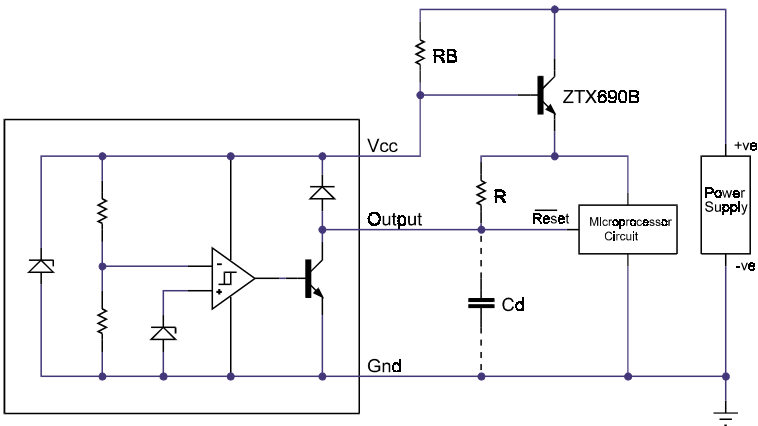 RB
ZTX690B
Vcc
+ve
Power
Supply
-ve
R
Output
Reset
MIcroprocessor
Circuit
-
+
Cd
Gnd